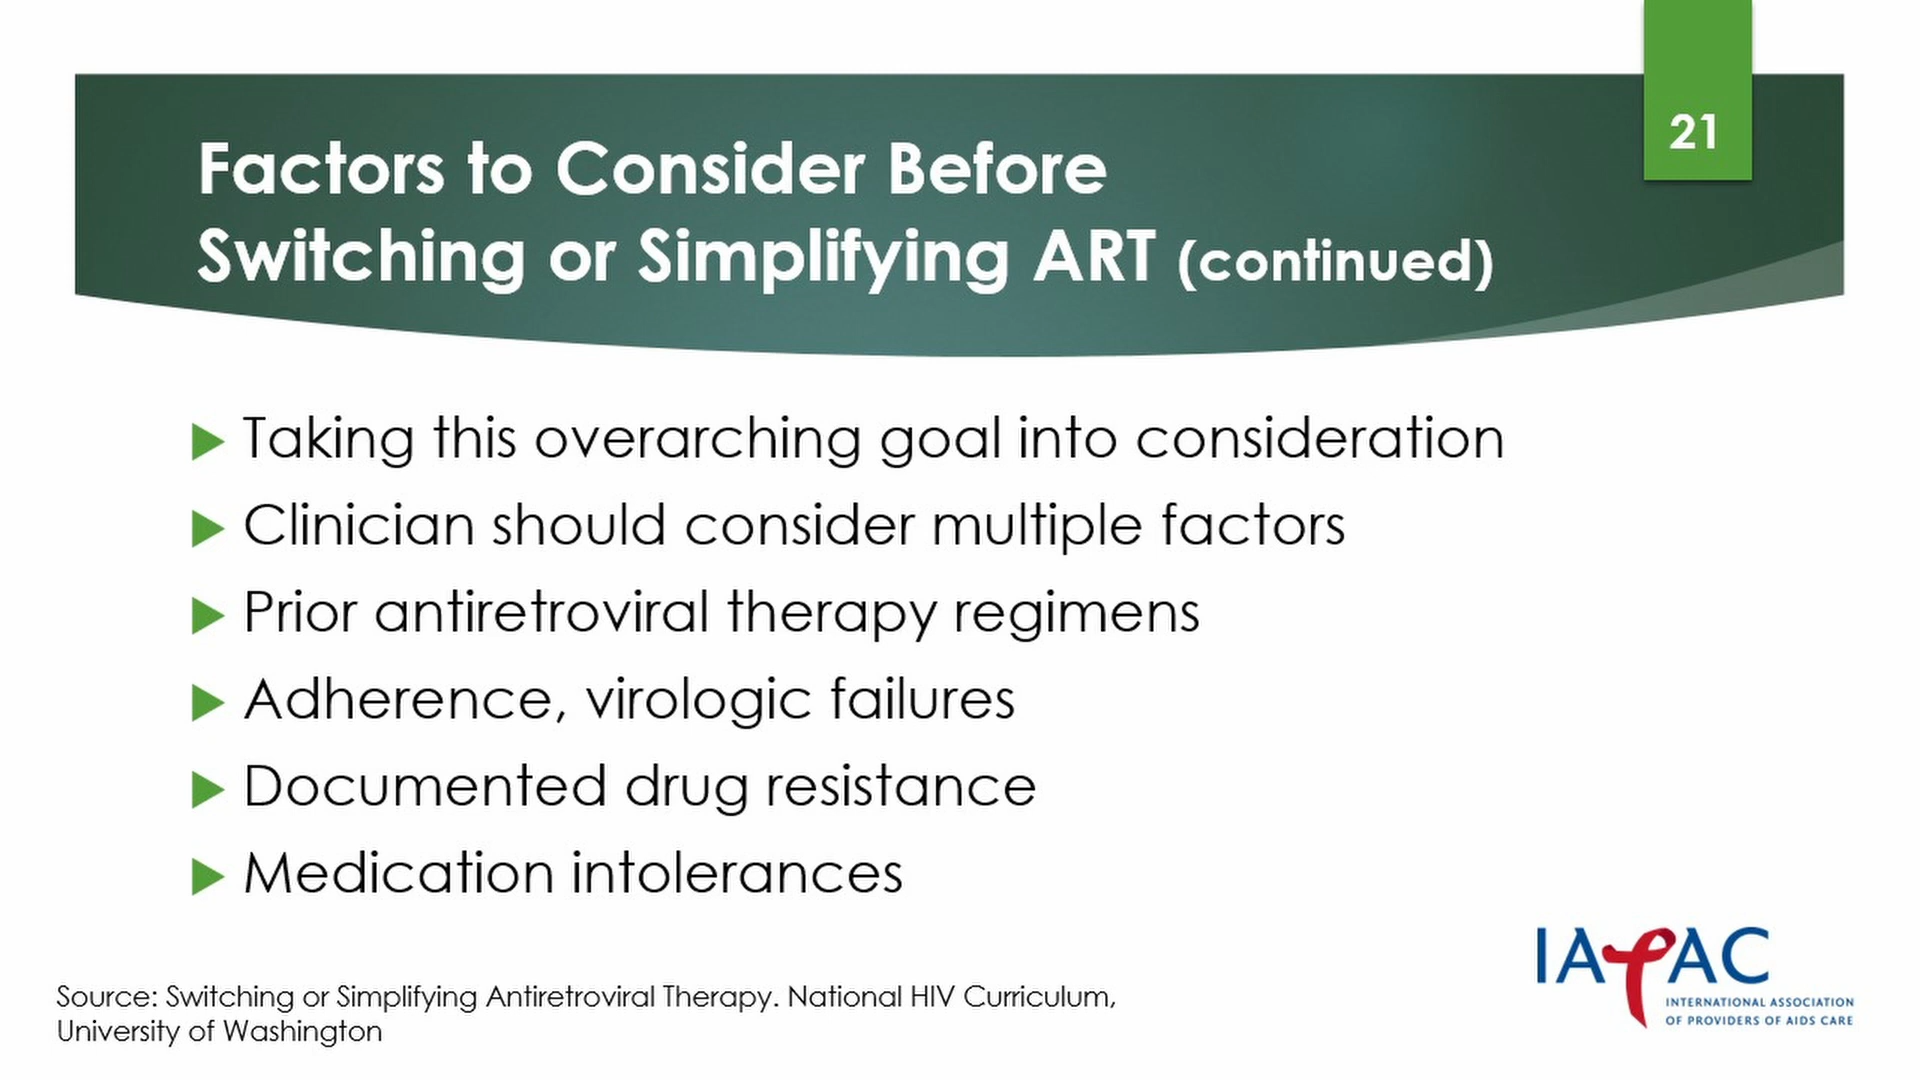 21
Factors to Consider Before
Switching or Simplifying ART (continued)
Taking this overarching goal into consideration
Clinician should consider multiple factors
Prior antiretroviral therapy regimens
Adherence, virologic failures
Documented drug resistance
Medication intolerances
Source: Switching or Simplifying Antiretroviral Therapy. National HIV Curriculum,
University of Washington
IAPAC
INTERNATIONAL ASSOCIATION
OF PROVIDERS OF AIDS CARE